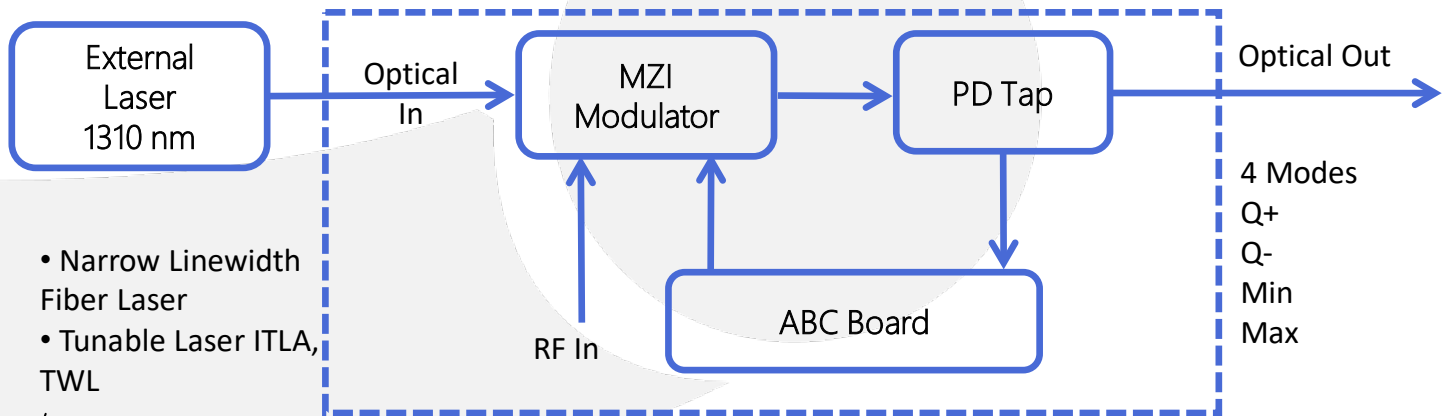 External
Laser
1310 nm
Optical
In
MZI
Modulator
PD Tap
Optical Out
4 Modes
Q+
Q-
Min
Max
• Narrow Linewidth
Fiber Laser
• Tunable Laser ITLA,
TWL
RF In
ABC Board